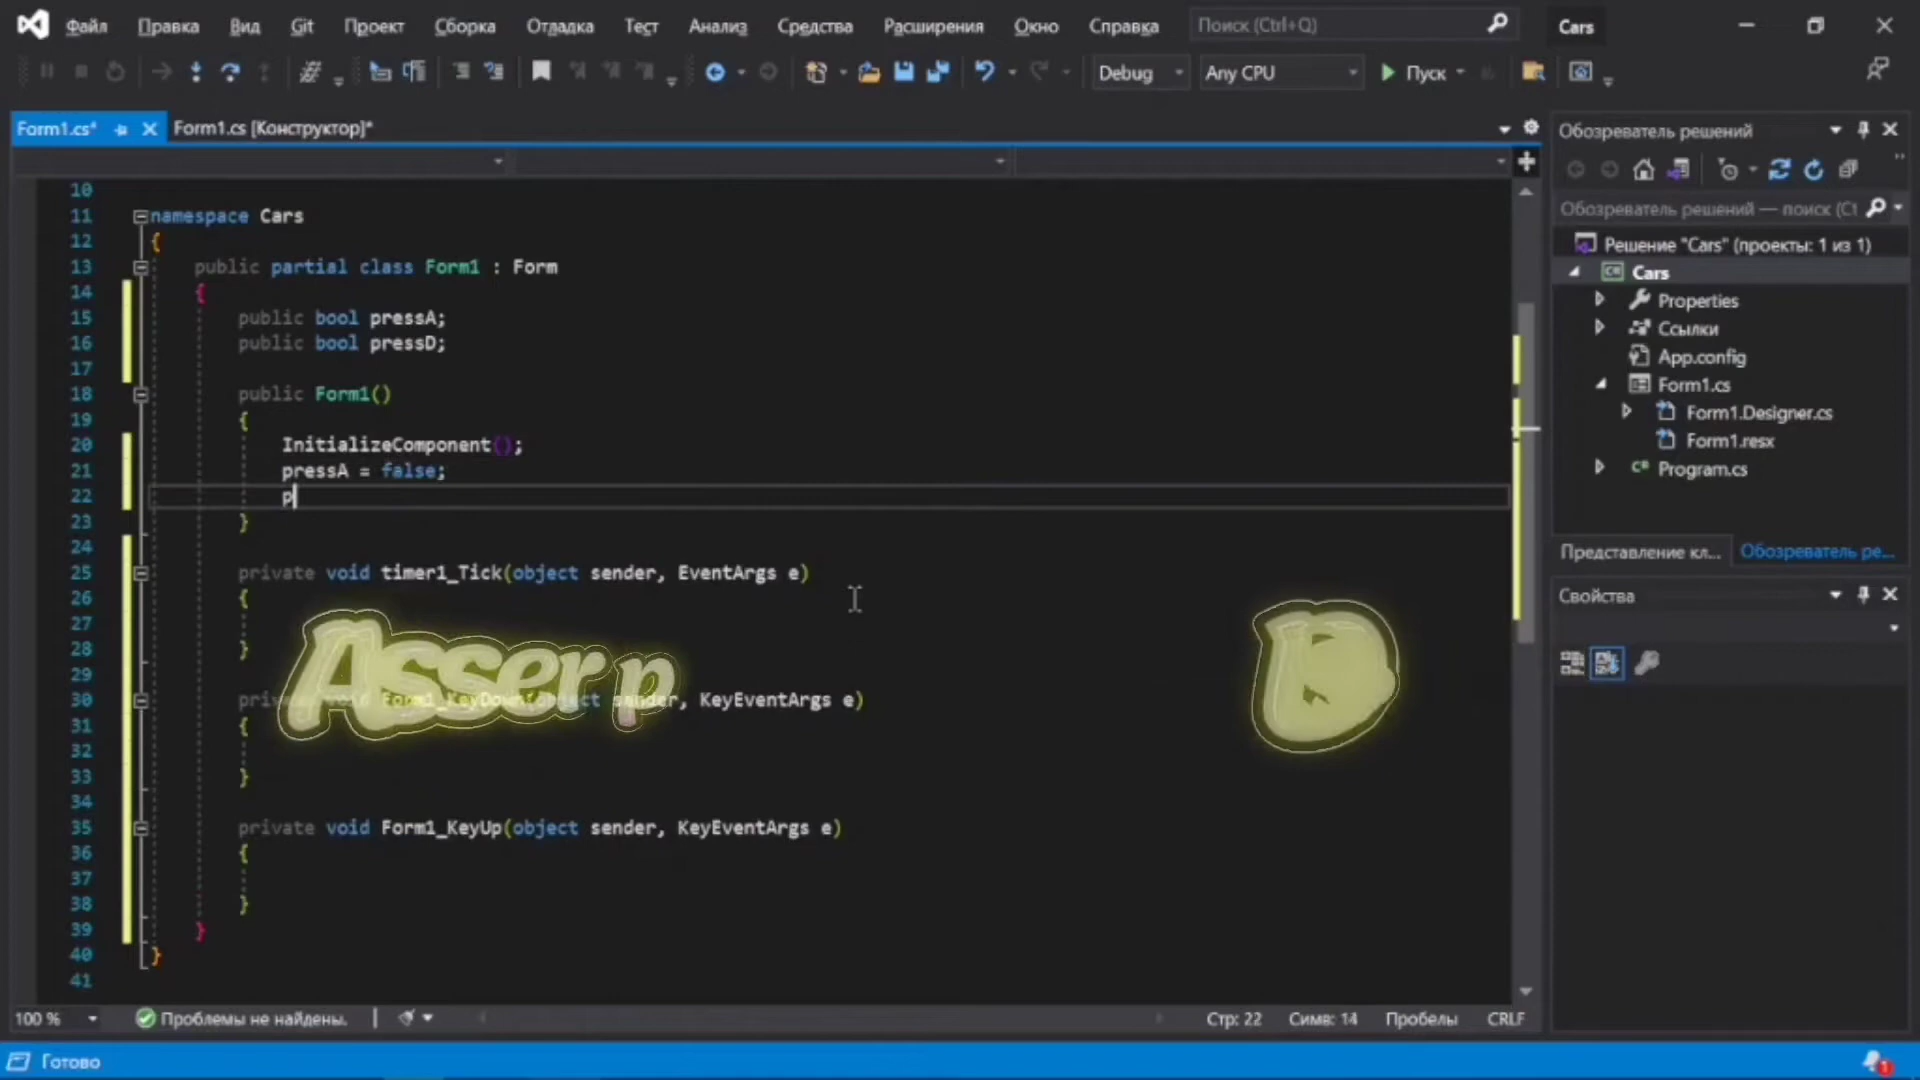 Файл Правка Вид Git Проект Сборка Отладка Тест Анализ Средства Расширения Окно Справка Поиск (Ctrl+Q) Cars
Debug Any CPU Пуск
Form1.cs* Form1.cs [Конструктор]*
10
11 namespace Cars
12 {
13 public partial class Form1 : Form
14 {
15 public bool pressA;
16 public bool pressD;
17
18 public Form1()
19 {
20 InitializeComponent();
21 pressA = false;
22 p
23 }
24
25 private void timer1_Tick(object sender, EventArgs e)
26 {
27
28 }
29
Asser p D
30 private void Form1_KeyDown(object sender, KeyEventArgs e)
31 {
32
33 }
34
35 private void Form1_KeyUp(object sender, KeyEventArgs e)
36 {
37
38 }
39 }
40 }
41
100 % Проблемы не найдены. Стр: 22 Симв: 14 Пробелы CRLF
Готово
Обозреватель решений
Обозреватель решений — поиск (Ct
Решение "Cars" (проекты: 1 из 1)
Cars
Properties
Ссылки
App.config
Form1.cs
Form1.Designer.cs
Form1.resx
Program.cs
Представление кл... Обозреватель ре...
Свойства
1